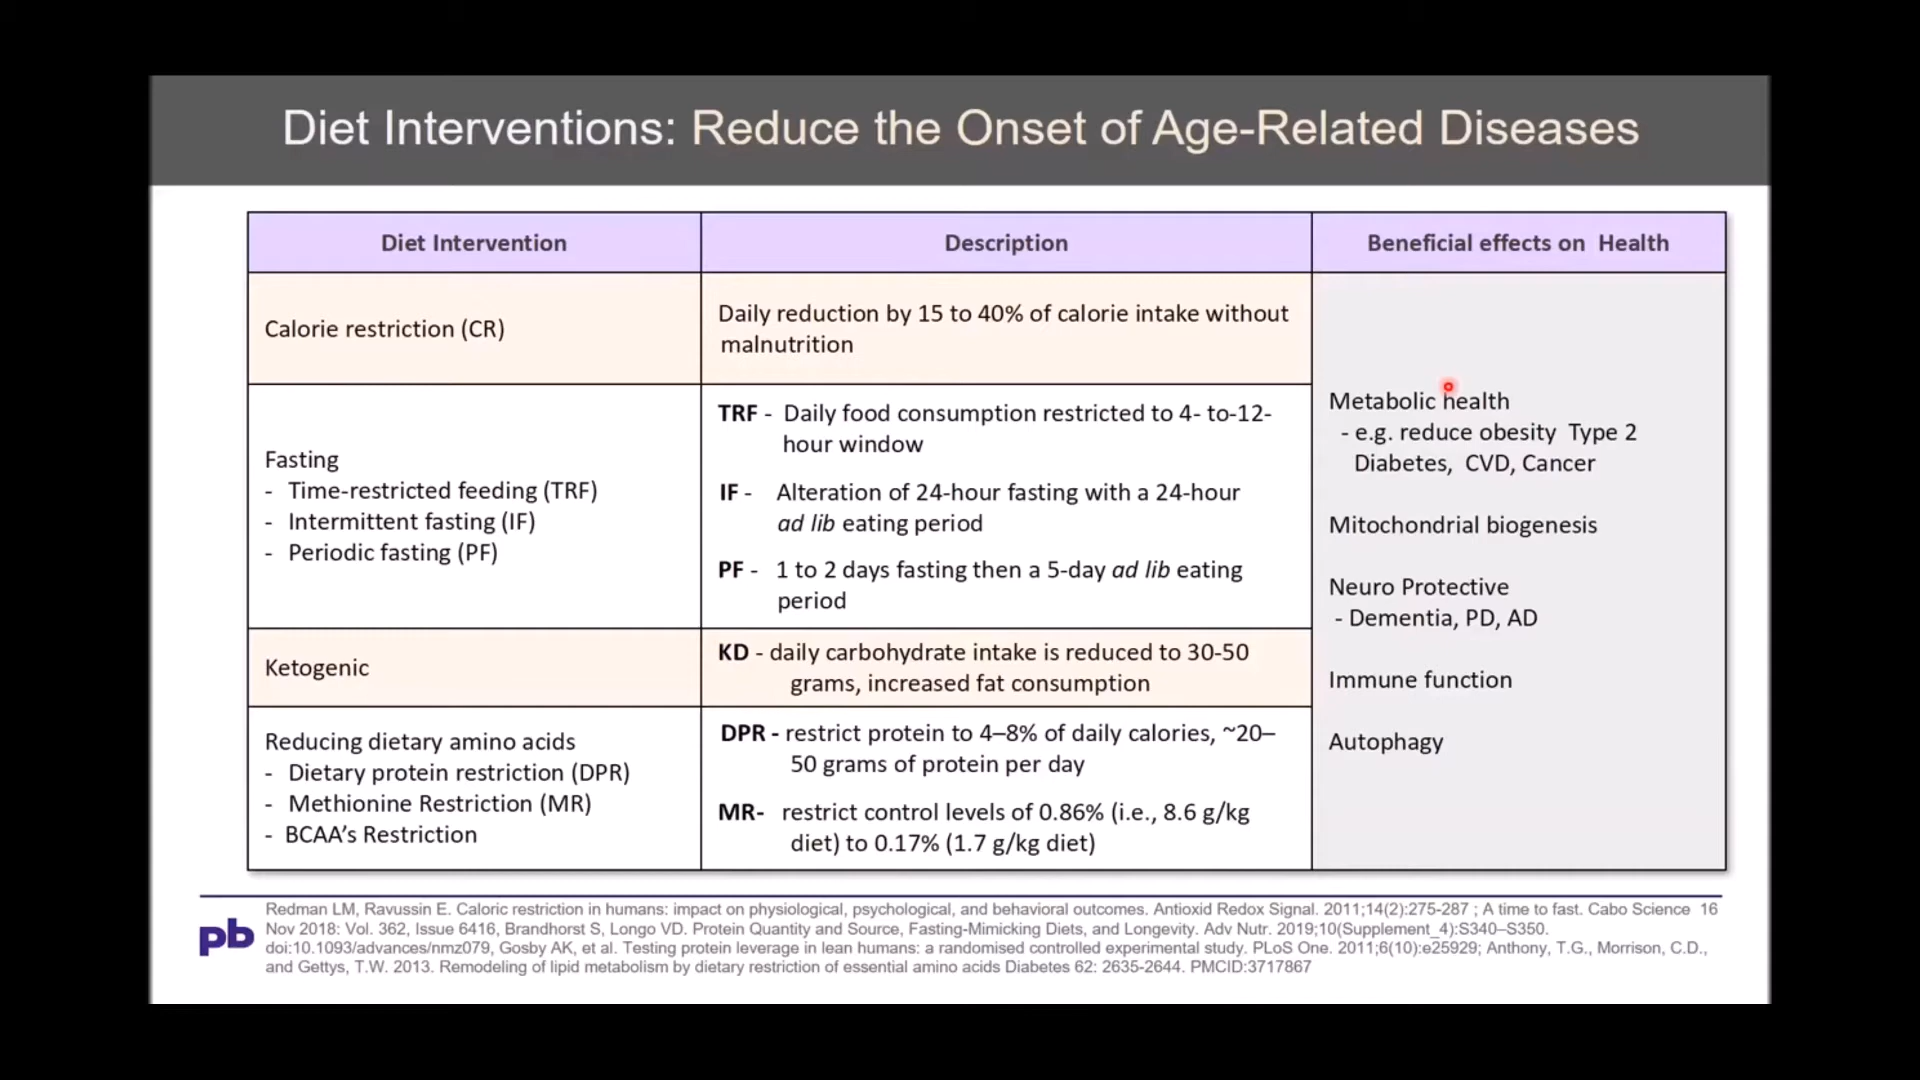 Diet Interventions: Reduce the Onset of Age-Related Diseases
Diet Intervention
Description
Beneficial effects on Health
Calorie restriction (CR)
Daily reduction by 15 to 40% of calorie intake without
malnutrition
Fasting
- Time-restricted feeding (TRF)
- Intermittent fasting (IF)
- Periodic fasting (PF)
TRF - Daily food consumption restricted to 4- to-12-
hour window
IF - Alteration of 24-hour fasting with a 24-hour
ad lib eating period
PF - 1 to 2 days fasting then a 5-day ad lib eating
period
Ketogenic
KD - daily carbohydrate intake is reduced to 30-50
grams, increased fat consumption
Reducing dietary amino acids
- Dietary protein restriction (DPR)
- Methionine Restriction (MR)
- BCAA’s Restriction
DPR - restrict protein to 4–8% of daily calories, ~20–
50 grams of protein per day
MR- restrict control levels of 0.86% (i.e., 8.6 g/kg
diet) to 0.17% (1.7 g/kg diet)
Metabolic health
- e.g. reduce obesity Type 2
Diabetes, CVD, Cancer
Mitochondrial biogenesis
Neuro Protective
- Dementia, PD, AD
Immune function
Autophagy
pb
Redman LM, Ravussin E. Caloric restriction in humans: impact on physiological, psychological, and behavioral outcomes. Antioxid Redox Signal. 2011;14(2):275-287 ; A time to fast. Cabo Science 16
Nov 2018: Vol. 362, Issue 6416, Brandhorst S, Longo VD. Protein Quantity and Source, Fasting-Mimicking Diets, and Longevity. Adv Nutr. 2019;10(Supplement_4):S340–S350.
doi:10.1093/advances/nmz079, Gosby AK, et al. Testing protein leverage in lean humans: a randomised controlled experimental study. PLoS One. 2011;6(10):e25929; Anthony, T.G., Morrison, C.D.,
and Gettys, T.W. 2013. Remodeling of lipid metabolism by dietary restriction of essential amino acids Diabetes 62: 2635-2644. PMCID:3717867